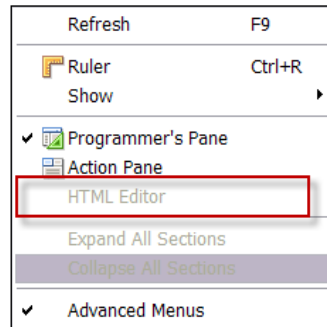 Refresh F9
Ruler Ctrl+R
Show
Programmer's Pane
Action Pane
HTML Editor
Expand All Sections
Collapse All Sections
Advanced Menus